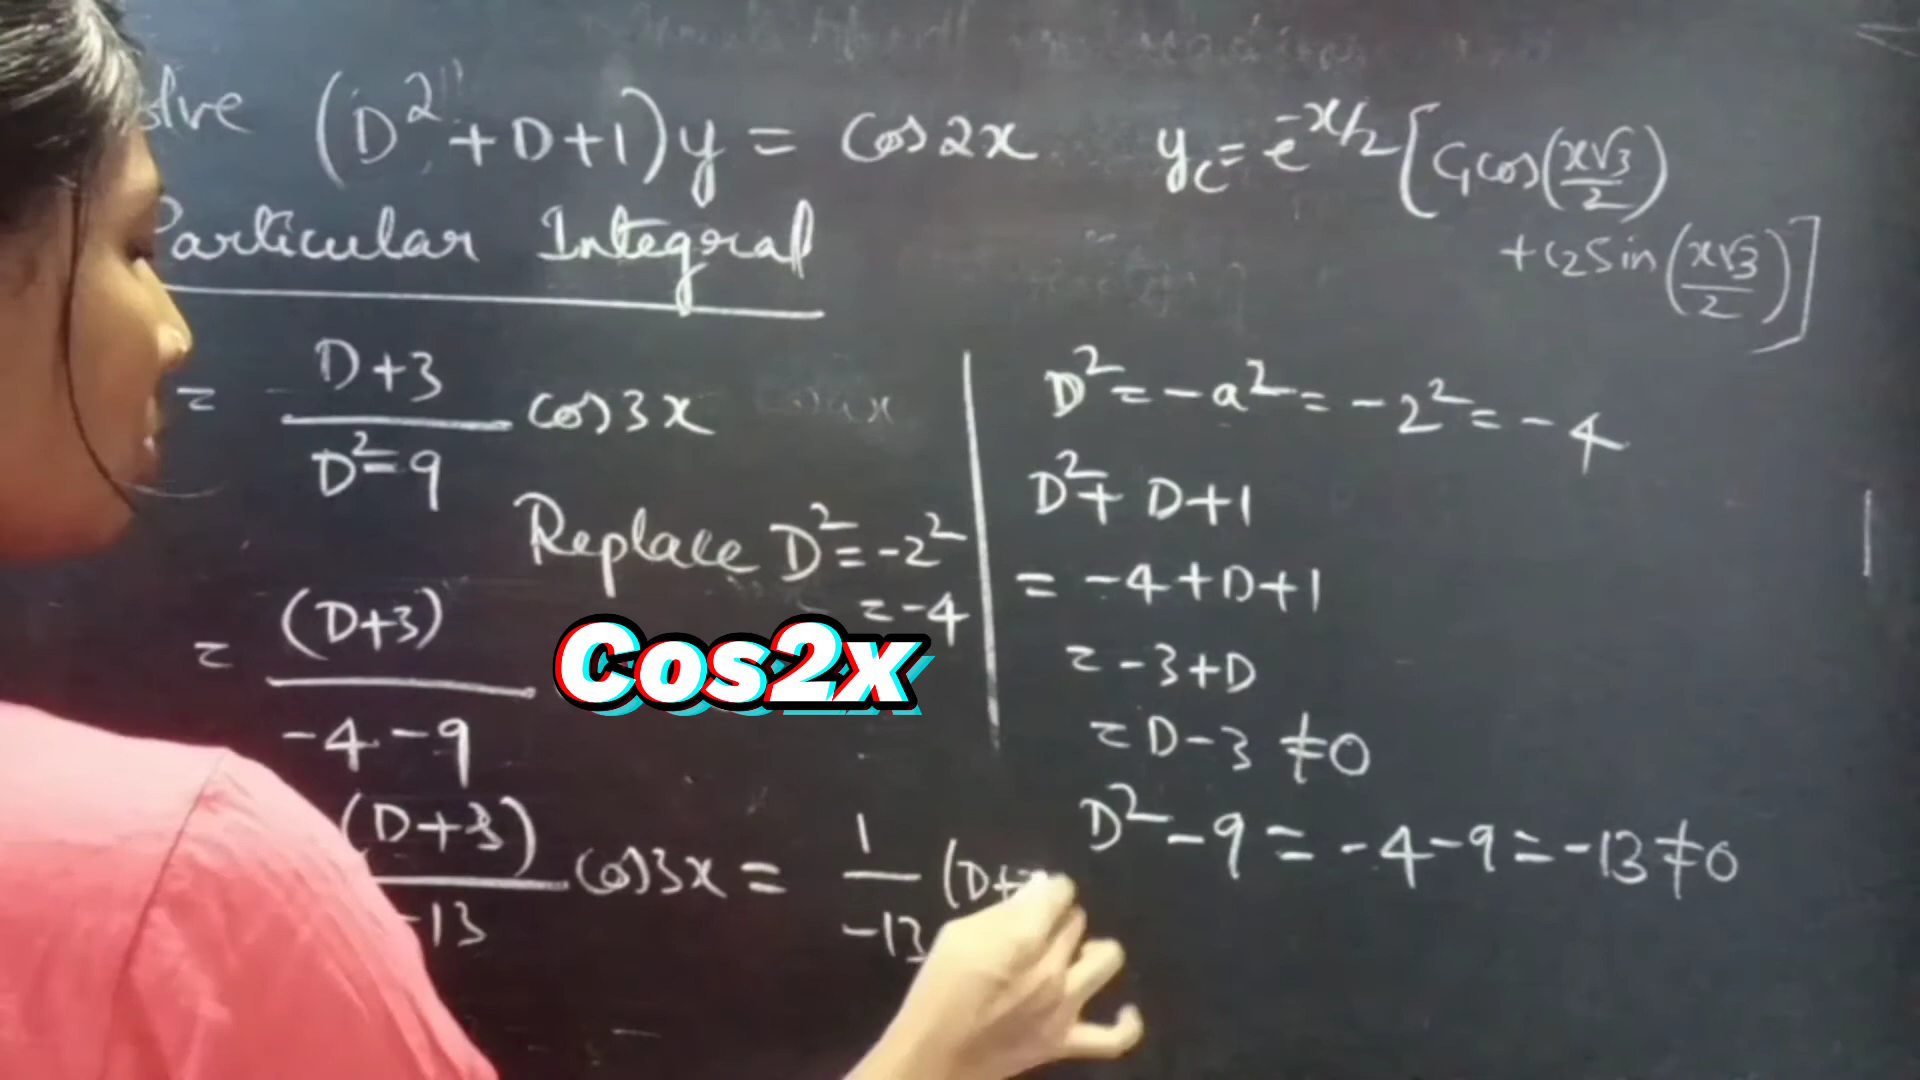 olve (D²+D+1)y = cos2x
Particular Integral
= D+3 / D²-9 cos3x
Replace D²=-2²
=-4
= (D+3) / -4-9 Cos2x
(D+3) / -13 cos3x = 1 / -13 (D+
y_c = e^{-x/2} [C₁cos(x√3/2)
+C₂Sin(x√3/2)]
D²=-a²=-2²=-4
D²+D+1
= -4+D+1
= -3+D
= D-3 ≠0
D²-9=-4-9=-13≠0